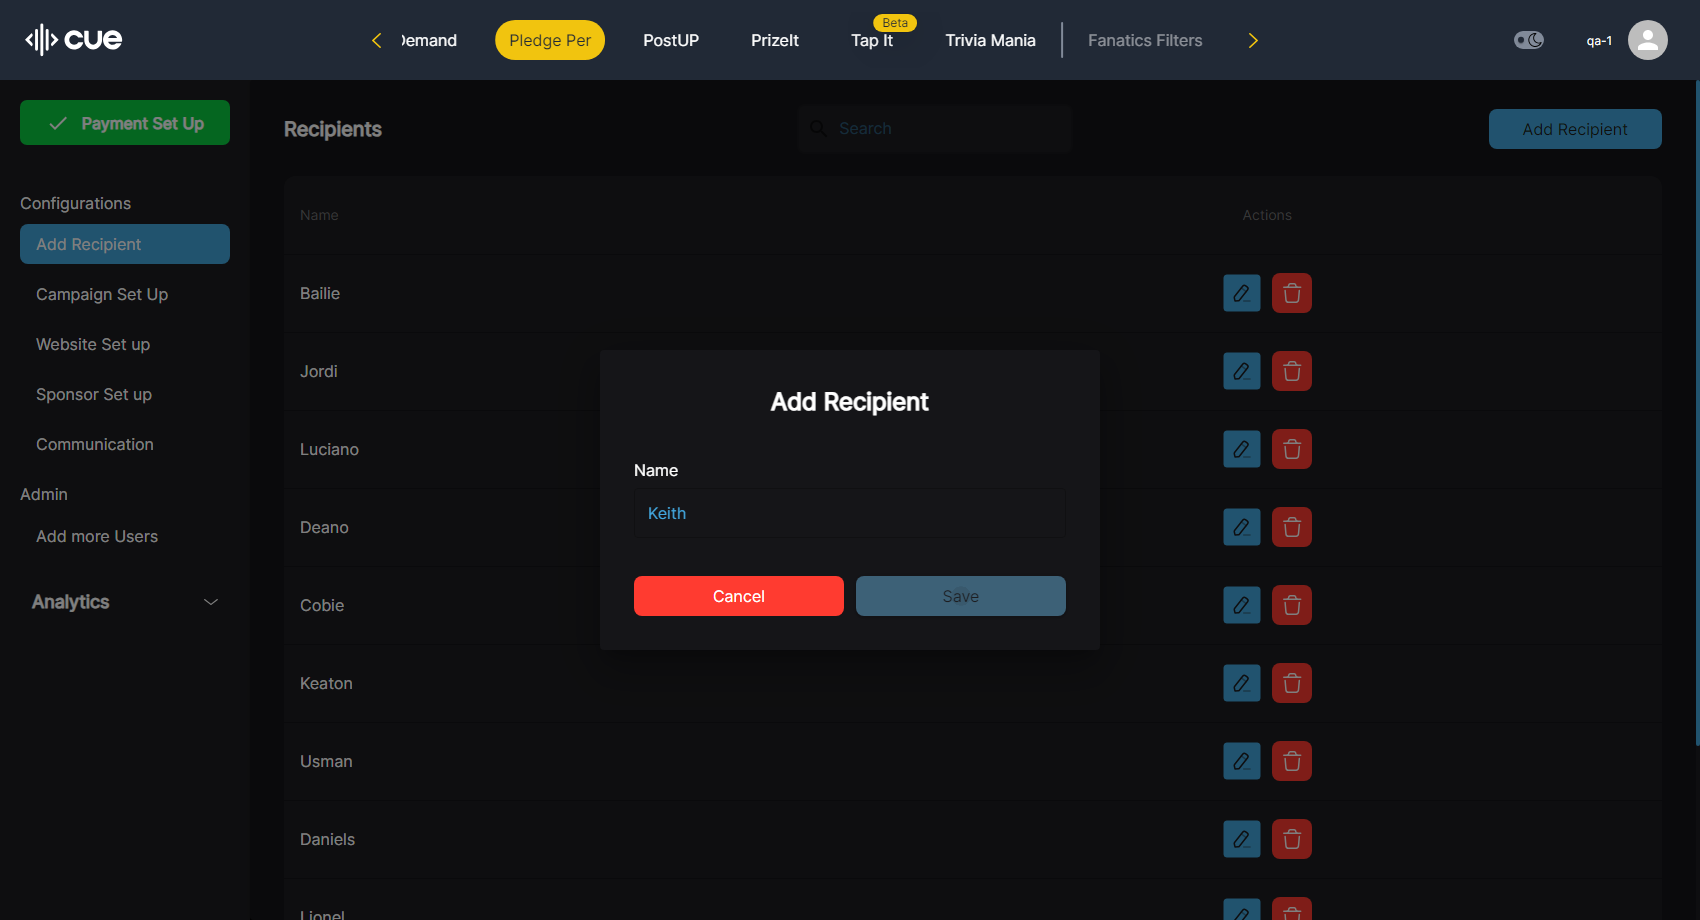 cue
Demand
Pledge Per
PostUP
PrizeIt
Beta
Tap It
Trivia Mania
Fanatics Filters
qa-1
Payment Set Up
Configurations
Add Recipient
Campaign Set Up
Website Set up
Sponsor Set up
Communication
Admin
Add more Users
Analytics
Recipients
Search
Add Recipient
Name
Actions
Bailie
Jordi
Luciano
Deano
Cobie
Keaton
Usman
Daniels
Lionel
Add Recipient
Name
Keith
Cancel
Save